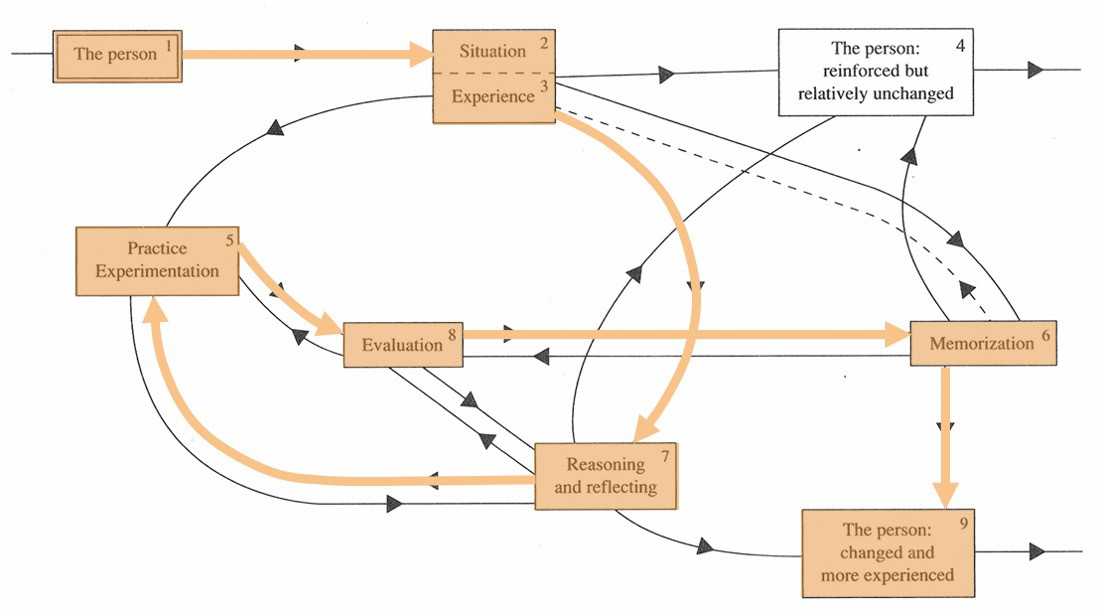 The person 1
Situation 2
Experience 3
The person: 4
reinforced but
relatively unchanged
Practice 5
Experimentation
Evaluation 8
Memorization 6
Reasoning 7
and reflecting
The person: 9
changed and
more experienced